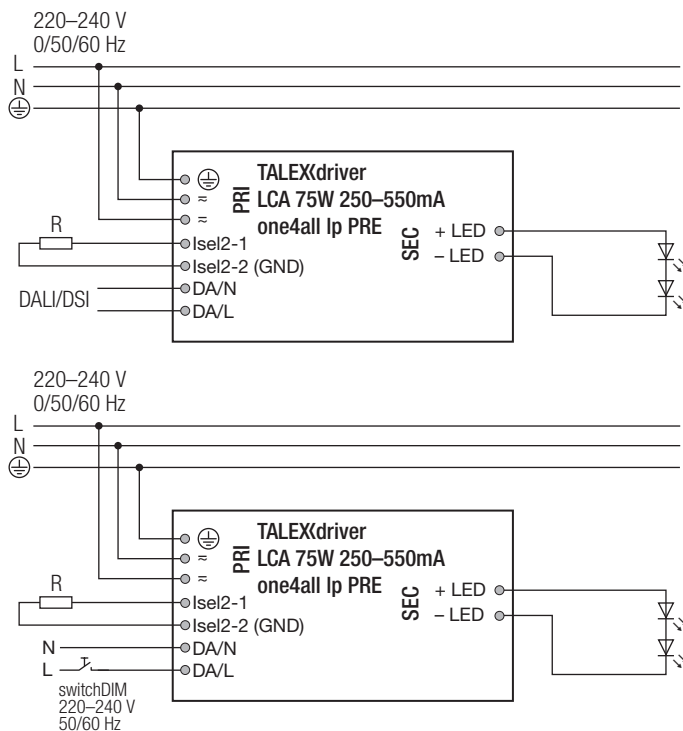 220–240 V
0/50/60 Hz
L
N
TALEXXdriver
LCA 75W 250–550mA
one4all lp PRE
PRI
≂
≂
R
Isel2-1
Isel2-2 (GND)
DALI/DSI
DA/N
DA/L
SEC
+ LED
– LED
220–240 V
0/50/60 Hz
L
N
TALEXXdriver
LCA 75W 250–550mA
one4all lp PRE
PRI
≂
≂
R
Isel2-1
Isel2-2 (GND)
N
DA/N
L
DA/L
switchDIM
220–240 V
50/60 Hz
SEC
+ LED
– LED